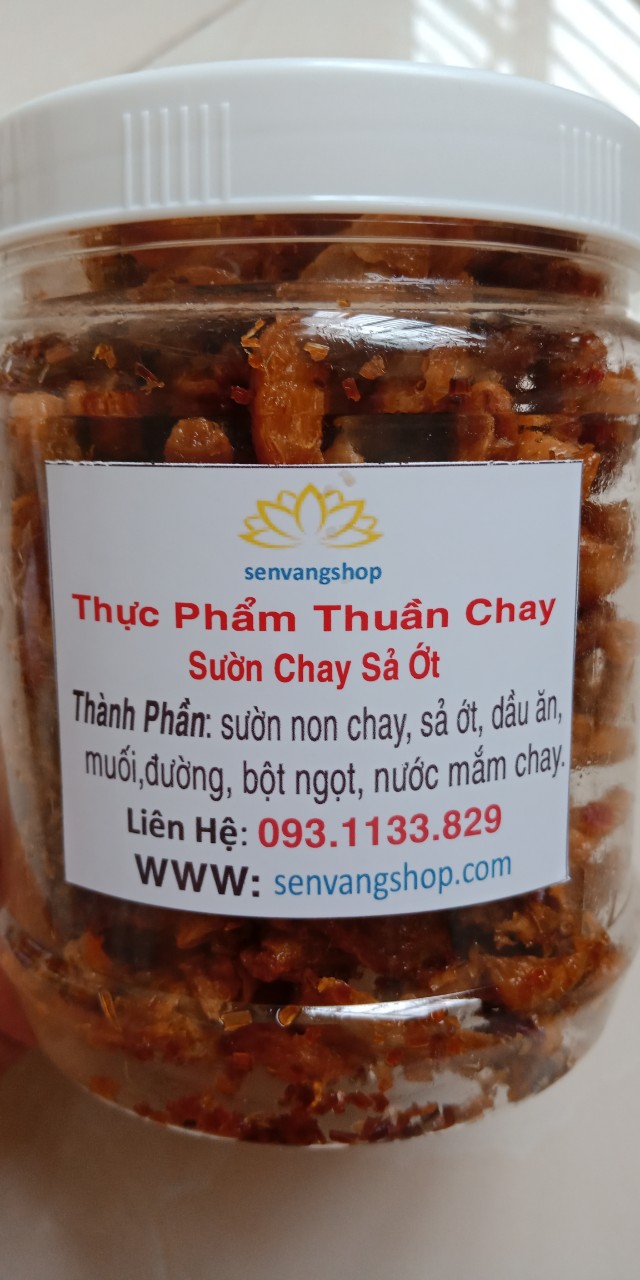 senvangshop
Thực Phẩm Thuần Chay
Sườn Chay Sả Ớt
Thành Phần: sườn non chay, sả ớt, dầu ăn,
muối,đường, bột ngọt, nước mắm chay.
Liên Hệ: 093.1133.829
WWW: senvangshop.com